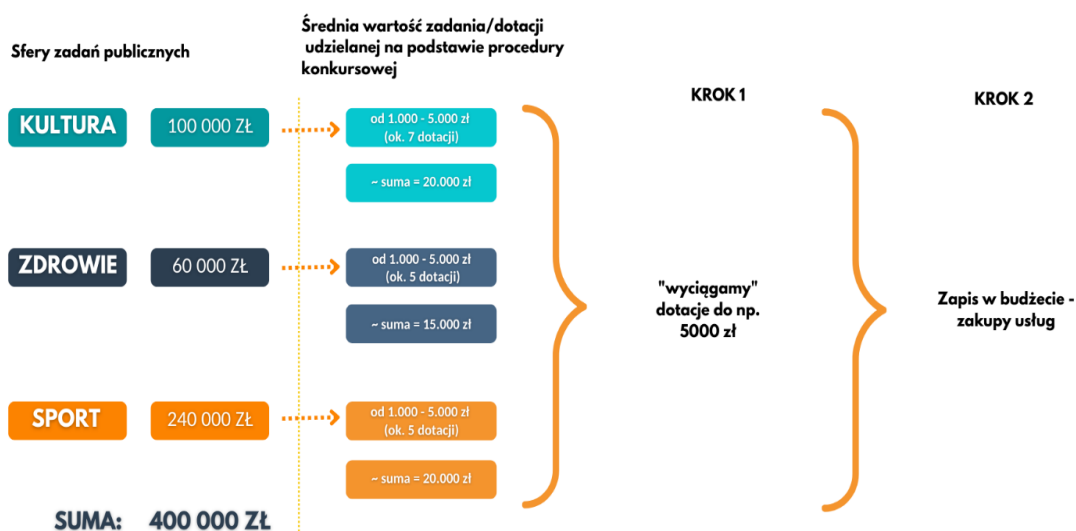 Sfery zadań publicznych
Średnia wartość zadania/dotacji
udzielanej na podstawie procedury
konkursowej
KROK 1
KROK 2
KULTURA
100 000 ZŁ
od 1.000 - 5.000 zł
(ok. 7 dotacji)
~ suma = 20.000 zł
ZDROWIE
60 000 ZŁ
od 1.000 - 5.000 zł
(ok. 5 dotacji)
~ suma = 15.000 zł
"wyciągamy"
dotacje do np.
5000 zł
Zapis w budżecie -
zakupy usług
SPORT
240 000 ZŁ
od 1.000 - 5.000 zł
(ok. 5 dotacji)
~ suma = 20.000 zł
SUMA: 400 000 ZŁ